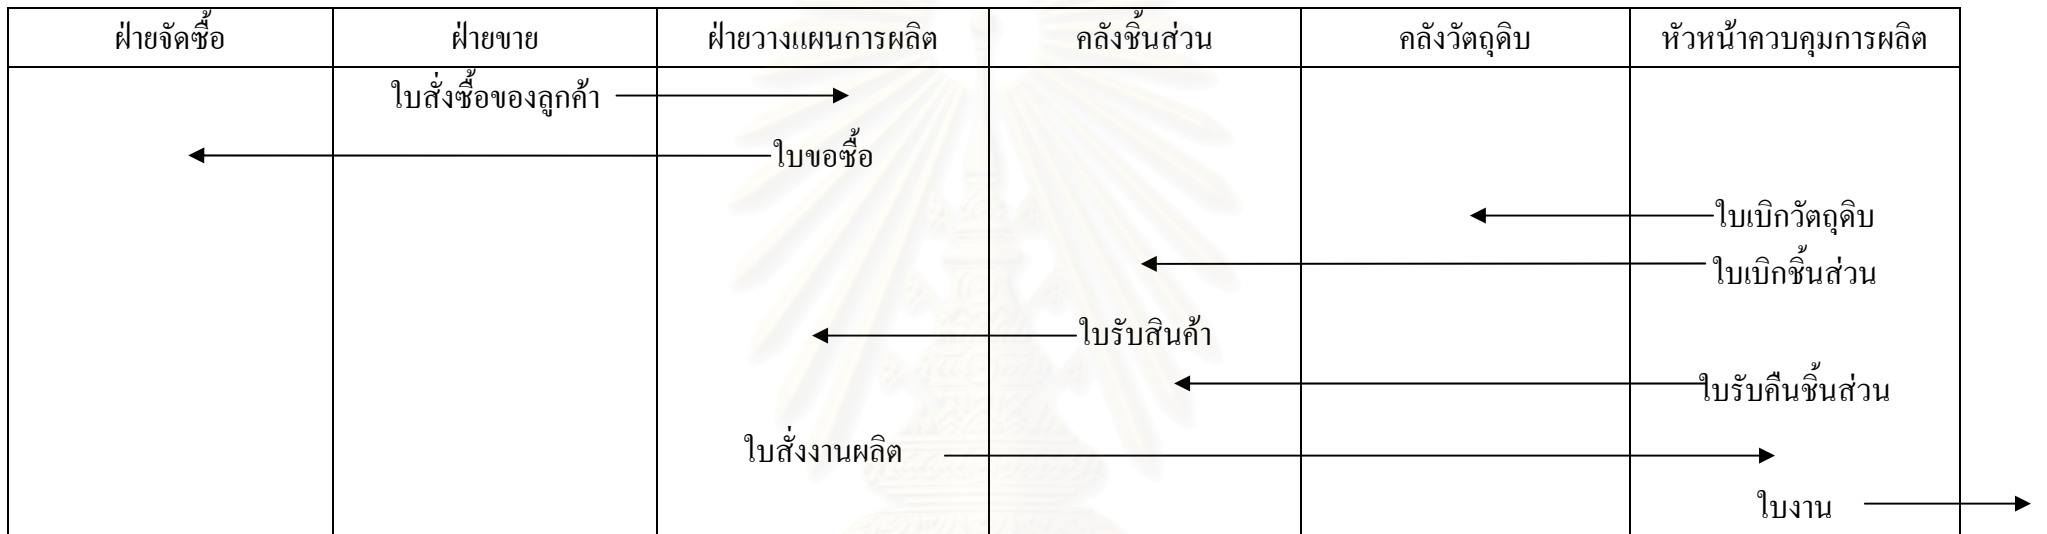 ฝ่ายจัดซื้อ ฝ่ายขาย ฝ่ายวางแผนการผลิต คลังชิ้นส่วน คลังวัตถุดิบ หัวหน้าควบคุมการผลิต
ใบสั่งซื้อของลูกค้า
ใบขอซื้อ
ใบเบิกวัตถุดิบ
ใบเบิกชิ้นส่วน
ใบรับสินค้า
ใบรับคืนชิ้นส่วน
ใบสั่งงานผลิต
ใบงาน